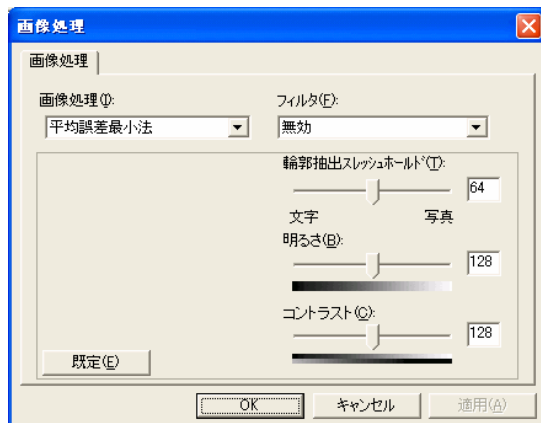 画像処理
画像処理
画像処理(I):
フィルタ(F):
平均誤差最小法
無効
輪郭抽出スレッシュホールド(T):
64
文字
写真
明るさ(B):
128
コントラスト(C):
128
既定(E)
OK
キャンセル
適用(A)